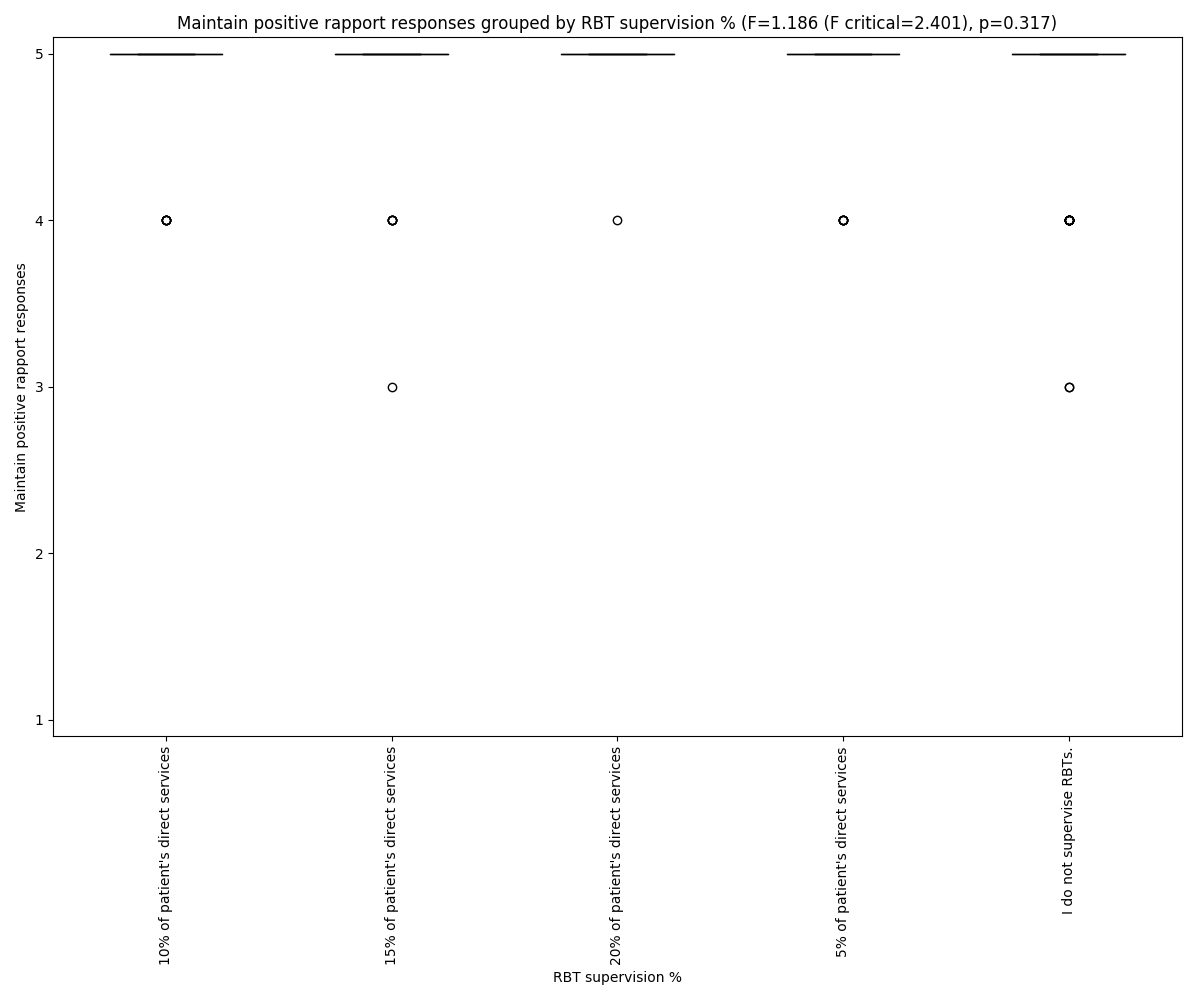 Maintain positive rapport responses grouped by RBT supervision % (F=1.186 (F critical=2.401), p=0.317)
Maintain positive rapport responses
5
4
3
2
1
10% of patient's direct services
15% of patient's direct services
20% of patient's direct services
5% of patient's direct services
I do not supervise RBTs.
RBT supervision %